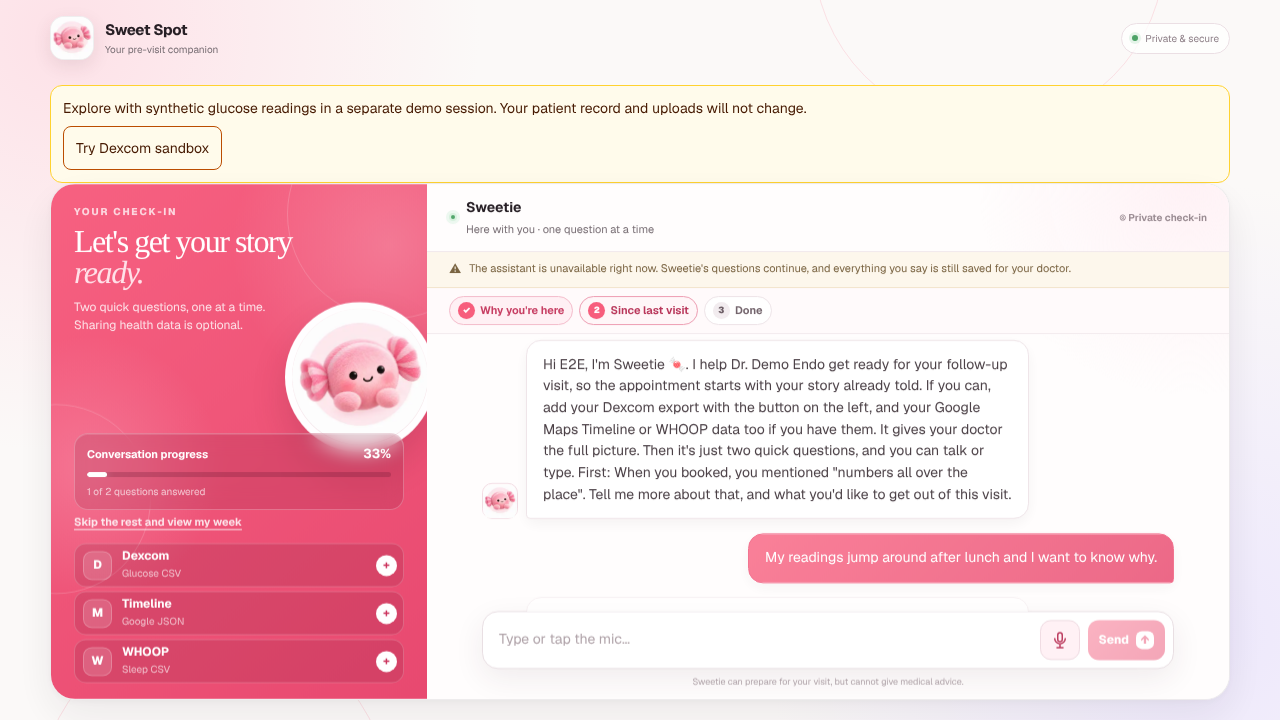 Sweet Spot
Your pre-visit companion
Private & secure
Explore with synthetic glucose readings in a separate demo session. Your patient record and uploads will not change.
Try Dexcom sandbox
YOUR CHECK-IN
Let's get your story
ready.
Two quick questions, one at a time.
Sharing health data is optional.
Conversation progress
33%
1 of 2 questions answered
Skip the rest and view my week
D
Dexcom
Glucose CSV
+
M
Timeline
Google JSON
+
W
WHOOP
Sleep CSV
+
Sweetie
Here with you · one question at a time
Private check-in
The assistant is unavailable right now. Sweetie's questions continue, and everything you say is still saved for your doctor.
Why you're here
2 Since last visit
3 Done
Hi E2E, I'm Sweetie 🍬. I help Dr. Demo Endo get ready for your follow-up
visit, so the appointment starts with your story already told. If you can,
add your Dexcom export with the button on the left, and your Google
Maps Timeline or WHOOP data too if you have them. It gives your doctor
the full picture. Then it's just two quick questions, and you can talk or
type. First: When you booked, you mentioned "numbers all over the
place". Tell me more about that, and what you'd like to get out of this visit.
My readings jump around after lunch and I want to know why.
Type or tap the mic...
Send
Sweetie can prepare for your visit, but cannot give medical advice.